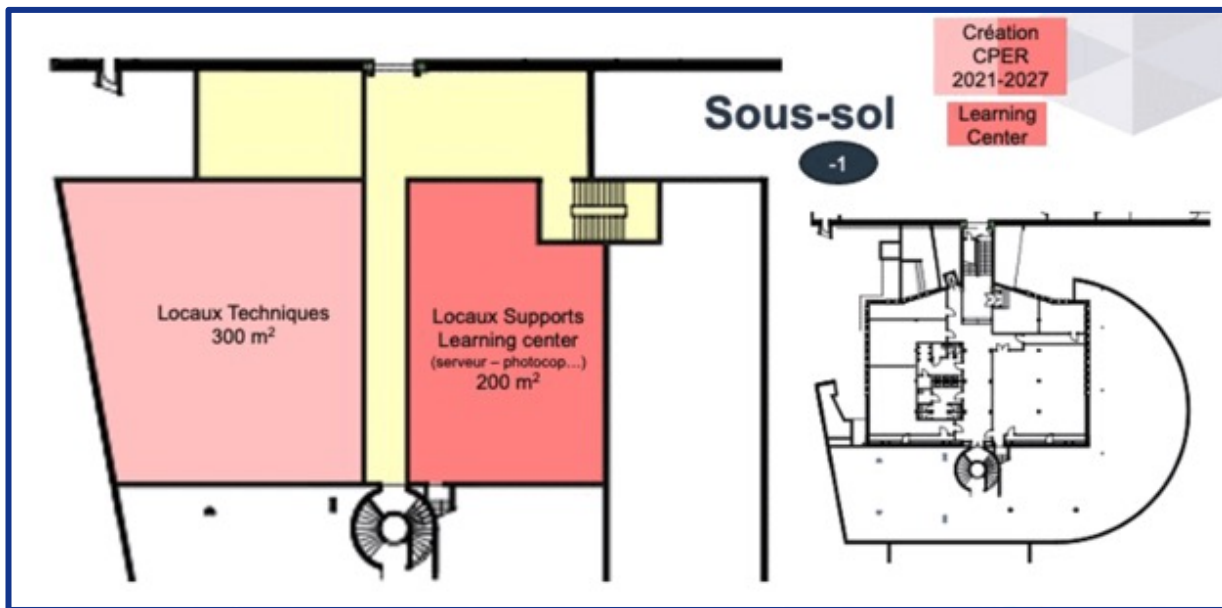 Création
CPER
2021-2027
Learning
Center
Sous-sol
-1
Locaux Techniques
300 m²
Locaux Supports
Learning center
(serveur – photocop...)
200 m²